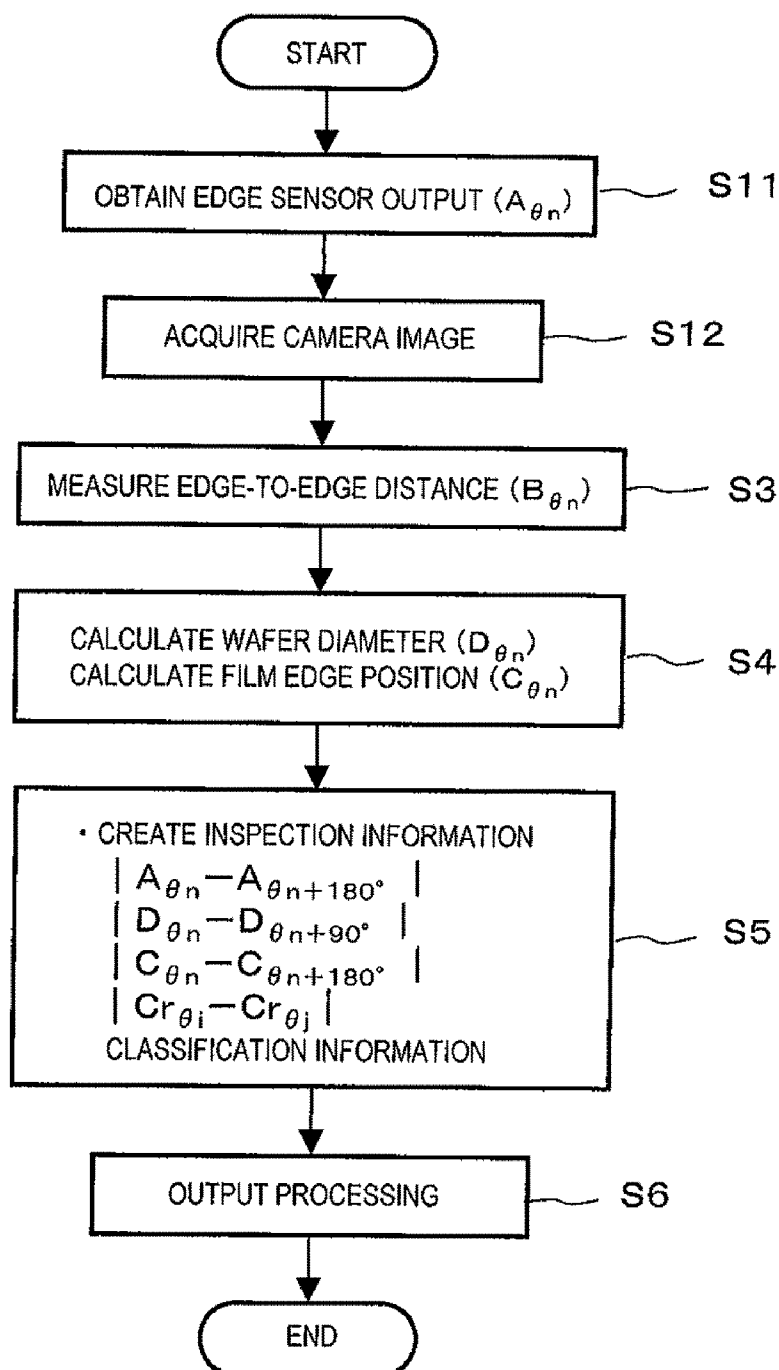 START
OBTAIN EDGE SENSOR OUTPUT (Aθn) S11
ACQUIRE CAMERA IMAGE S12
MEASURE EDGE-TO-EDGE DISTANCE (Bθn) S3
CALCULATE WAFER DIAMETER (Dθn)
CALCULATE FILM EDGE POSITION (Cθn) S4
・CREATE INSPECTION INFORMATION
| Aθn−Aθn+180° |
| Dθn−Dθn+90° |
| Cθn−Cθn+180° |
| Crθi−Crθj |
CLASSIFICATION INFORMATION
S5
OUTPUT PROCESSING S6
END